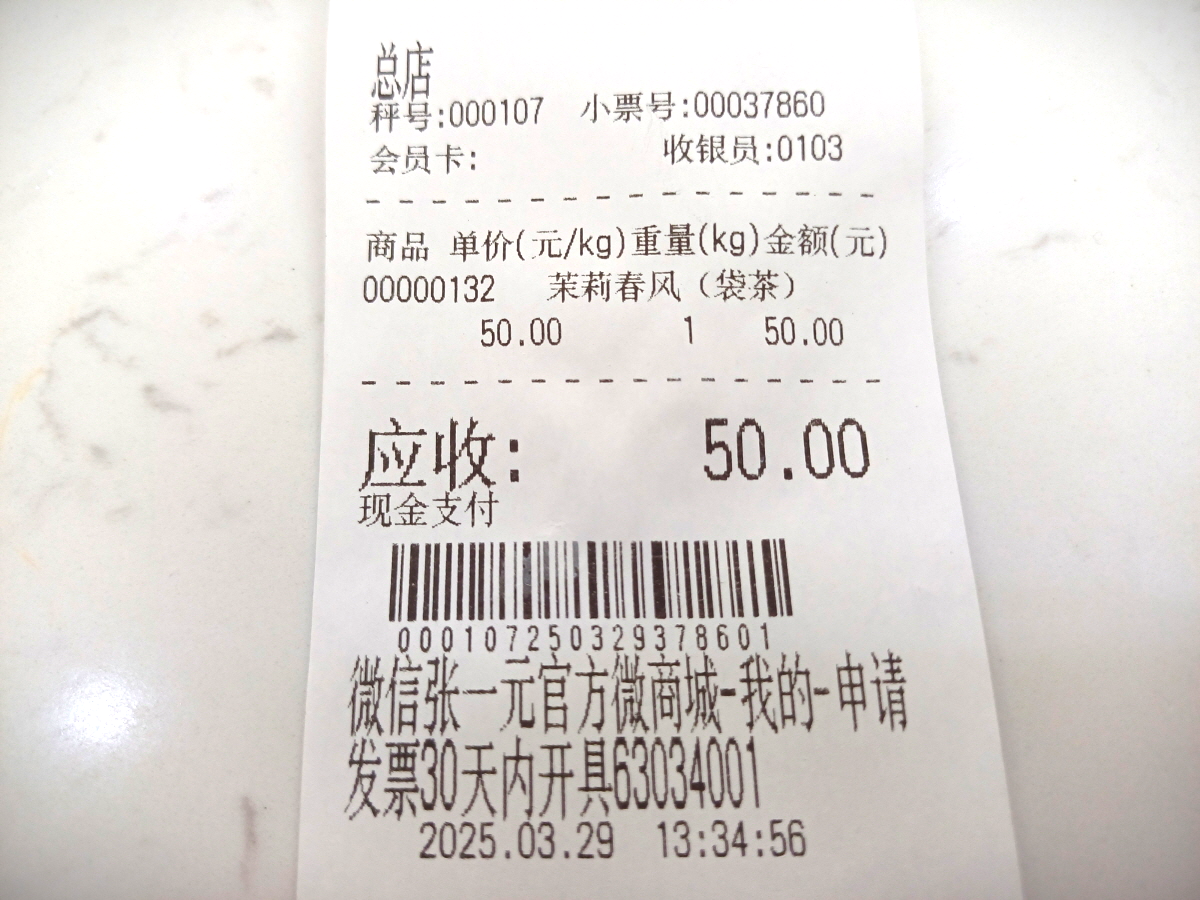 总店
秤号:000107 小票号:00037860
会员卡: 收银员:0103
商品 单价(元/kg)重量(kg)金额(元)
00000132 茉莉春风（袋茶）
50.00 1 50.00
应收: 50.00
现金支付
000107250329378601
微信张一元官方微商城-我的-申请
发票30天内开具63034001
2025.03.29 13:34:56